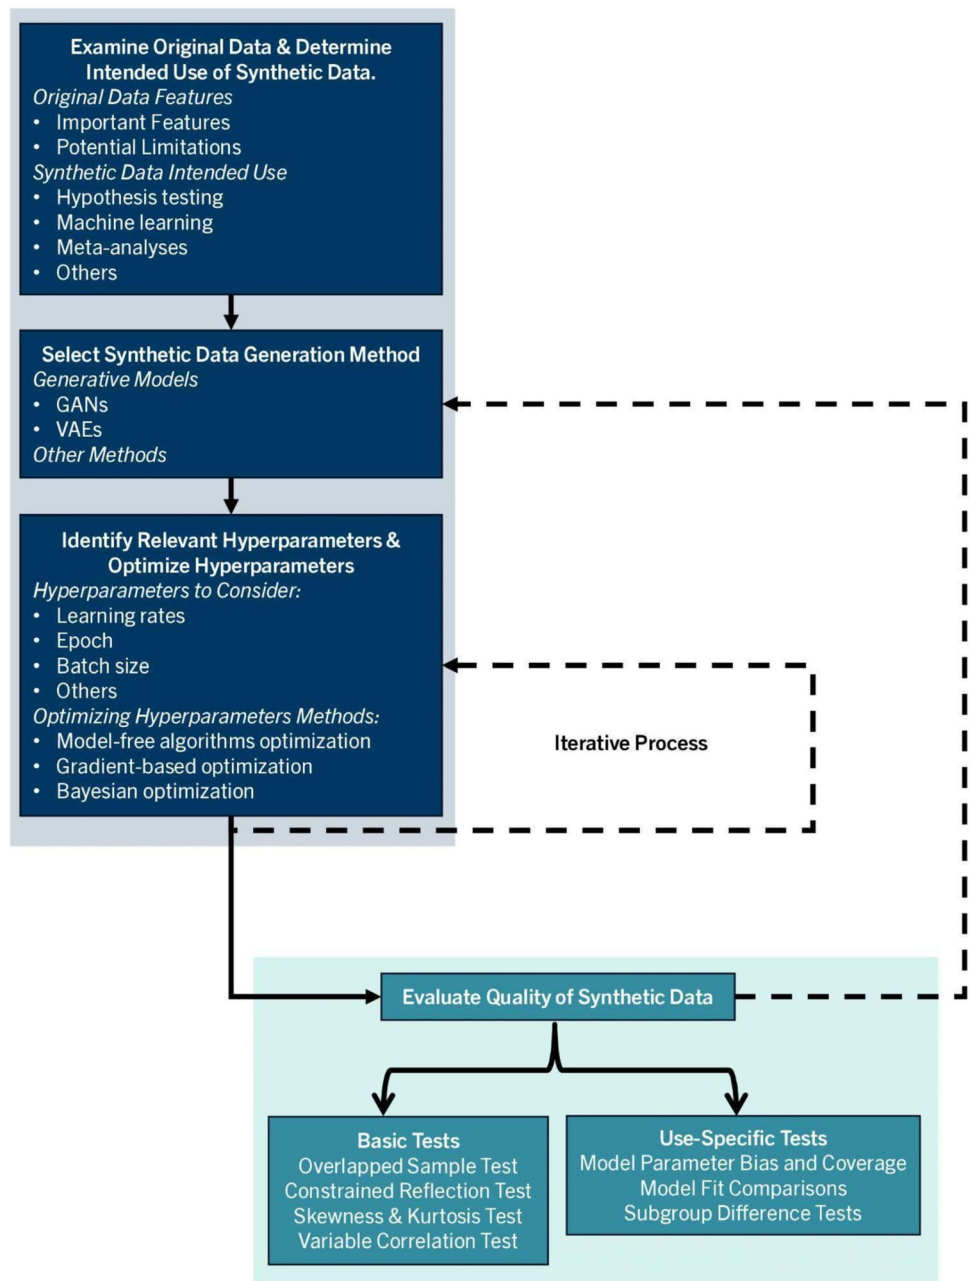 Examine Original Data & Determine
Intended Use of Synthetic Data.
Original Data Features
• Important Features
• Potential Limitations
Synthetic Data Intended Use
• Hypothesis testing
• Machine learning
• Meta-analyses
• Others
Select Synthetic Data Generation Method
Generative Models
• GANs
• VAEs
Other Methods
Identify Relevant Hyperparameters &
Optimize Hyperparameters
Hyperparameters to Consider:
• Learning rates
• Epoch
• Batch size
• Others
Optimizing Hyperparameters Methods:
• Model-free algorithms optimization
• Gradient-based optimization
• Bayesian optimization
Iterative Process
Evaluate Quality of Synthetic Data
Basic Tests
Overlapped Sample Test
Constrained Reflection Test
Skewness & Kurtosis Test
Variable Correlation Test
Use-Specific Tests
Model Parameter Bias and Coverage
Model Fit Comparisons
Subgroup Difference Tests